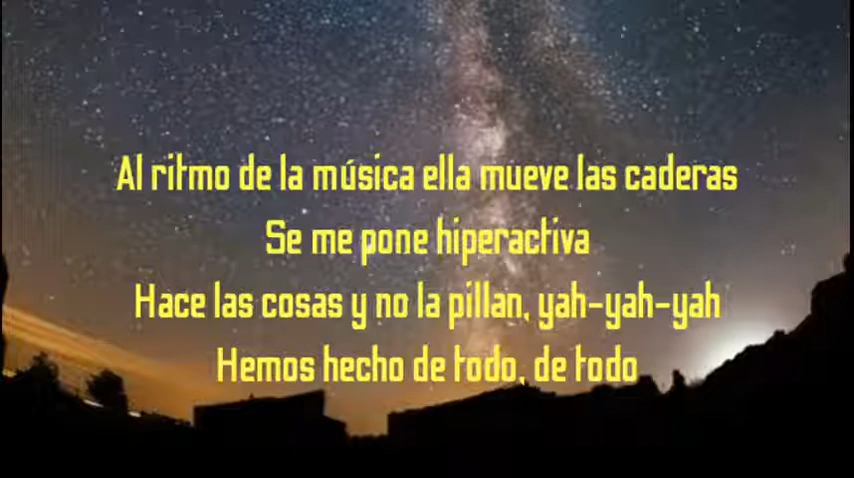 Al ritmo de la música ella mueve las caderas
Se me pone hiperactiva
Hace las cosas y no la pillan, yah-yah-yah
Hemos hecho de todo, de todo